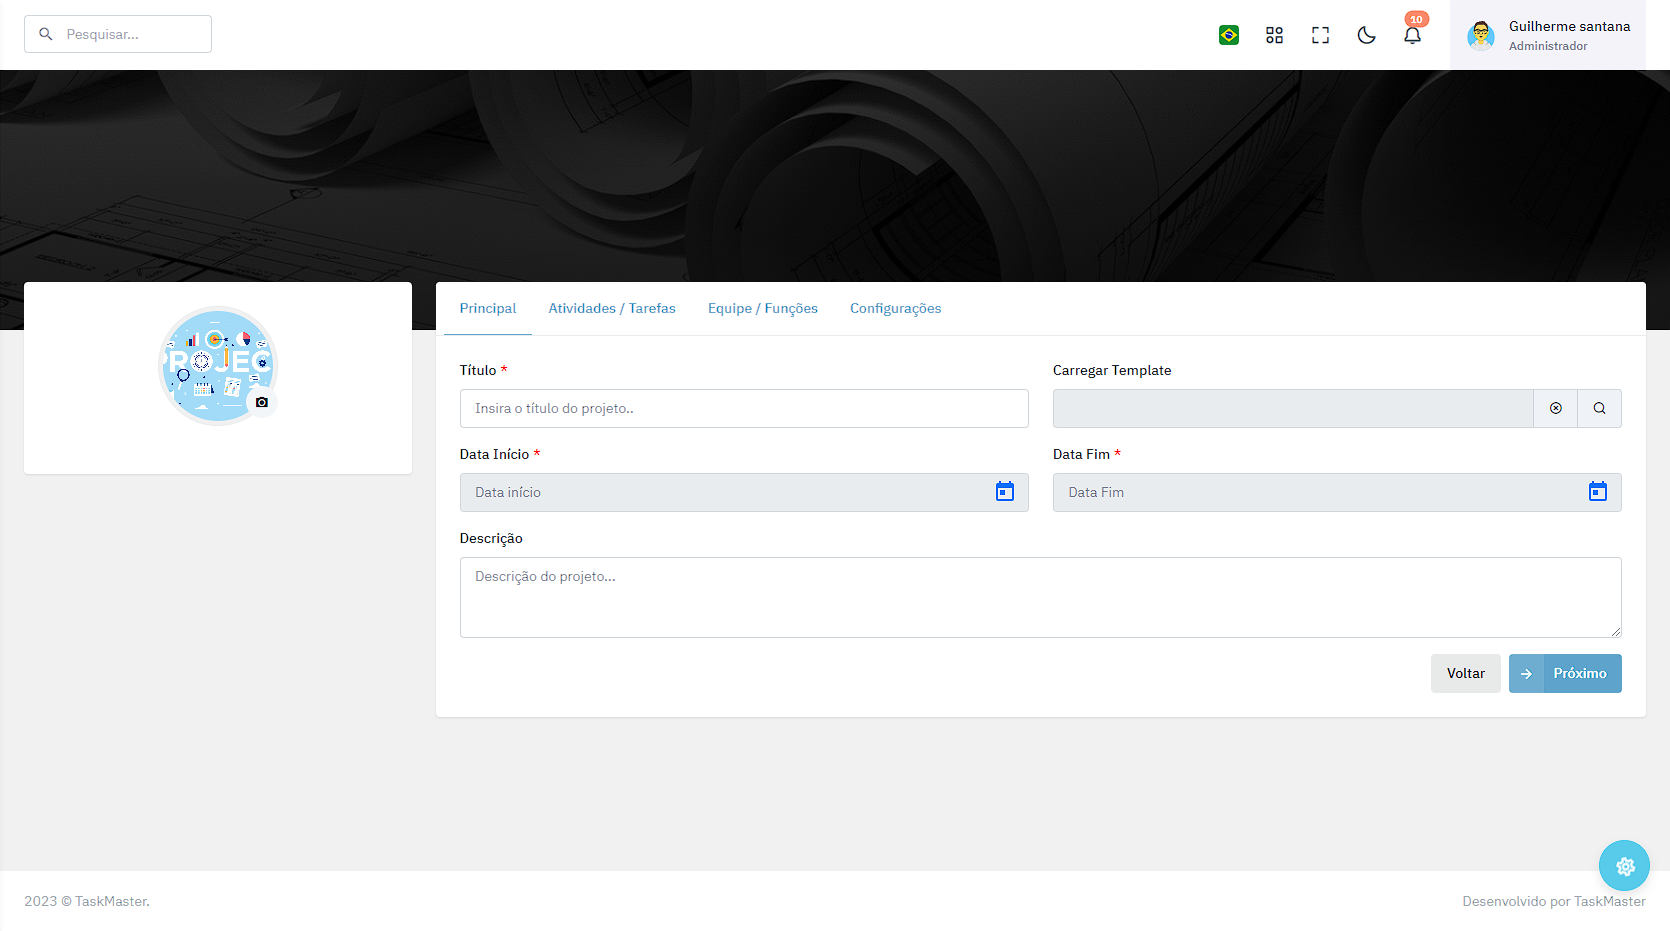 Pesquisar...
10
Guilherme santana
Administrador
PROJEC
Principal
Atividades / Tarefas
Equipe / Funções
Configurações
Título *
Carregar Template
Insira o título do projeto..
Data Início *
Data Fim *
Data início
Data Fim
Descrição
Descrição do projeto...
Voltar
Próximo
2023 © TaskMaster.
Desenvolvido por TaskMaster